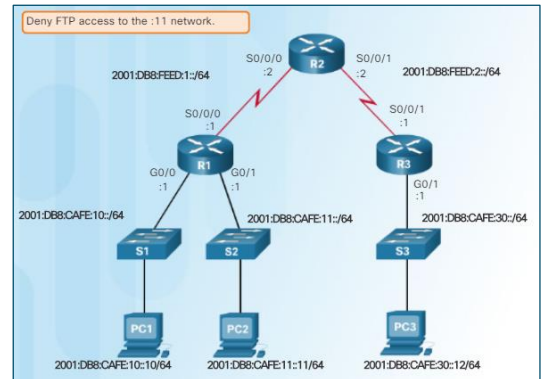 Deny FTP access to the :11 network.
S0/0/0
:2
R2
S0/0/1
:2
2001:DB8:FEED:1::/64
2001:DB8:FEED:2::/64
S0/0/0
:1
S0/0/1
:1
R1
R3
G0/0
:1
G0/1
:1
G0/1
:1
2001:DB8:CAFE:10::/64
2001:DB8:CAFE:11::/64
2001:DB8:CAFE:30::/64
S1
S2
S3
PC1
PC2
PC3
2001:DB8:CAFE:10::10/64
2001:DB8:CAFE:11::11/64
2001:DB8:CAFE:30::12/64